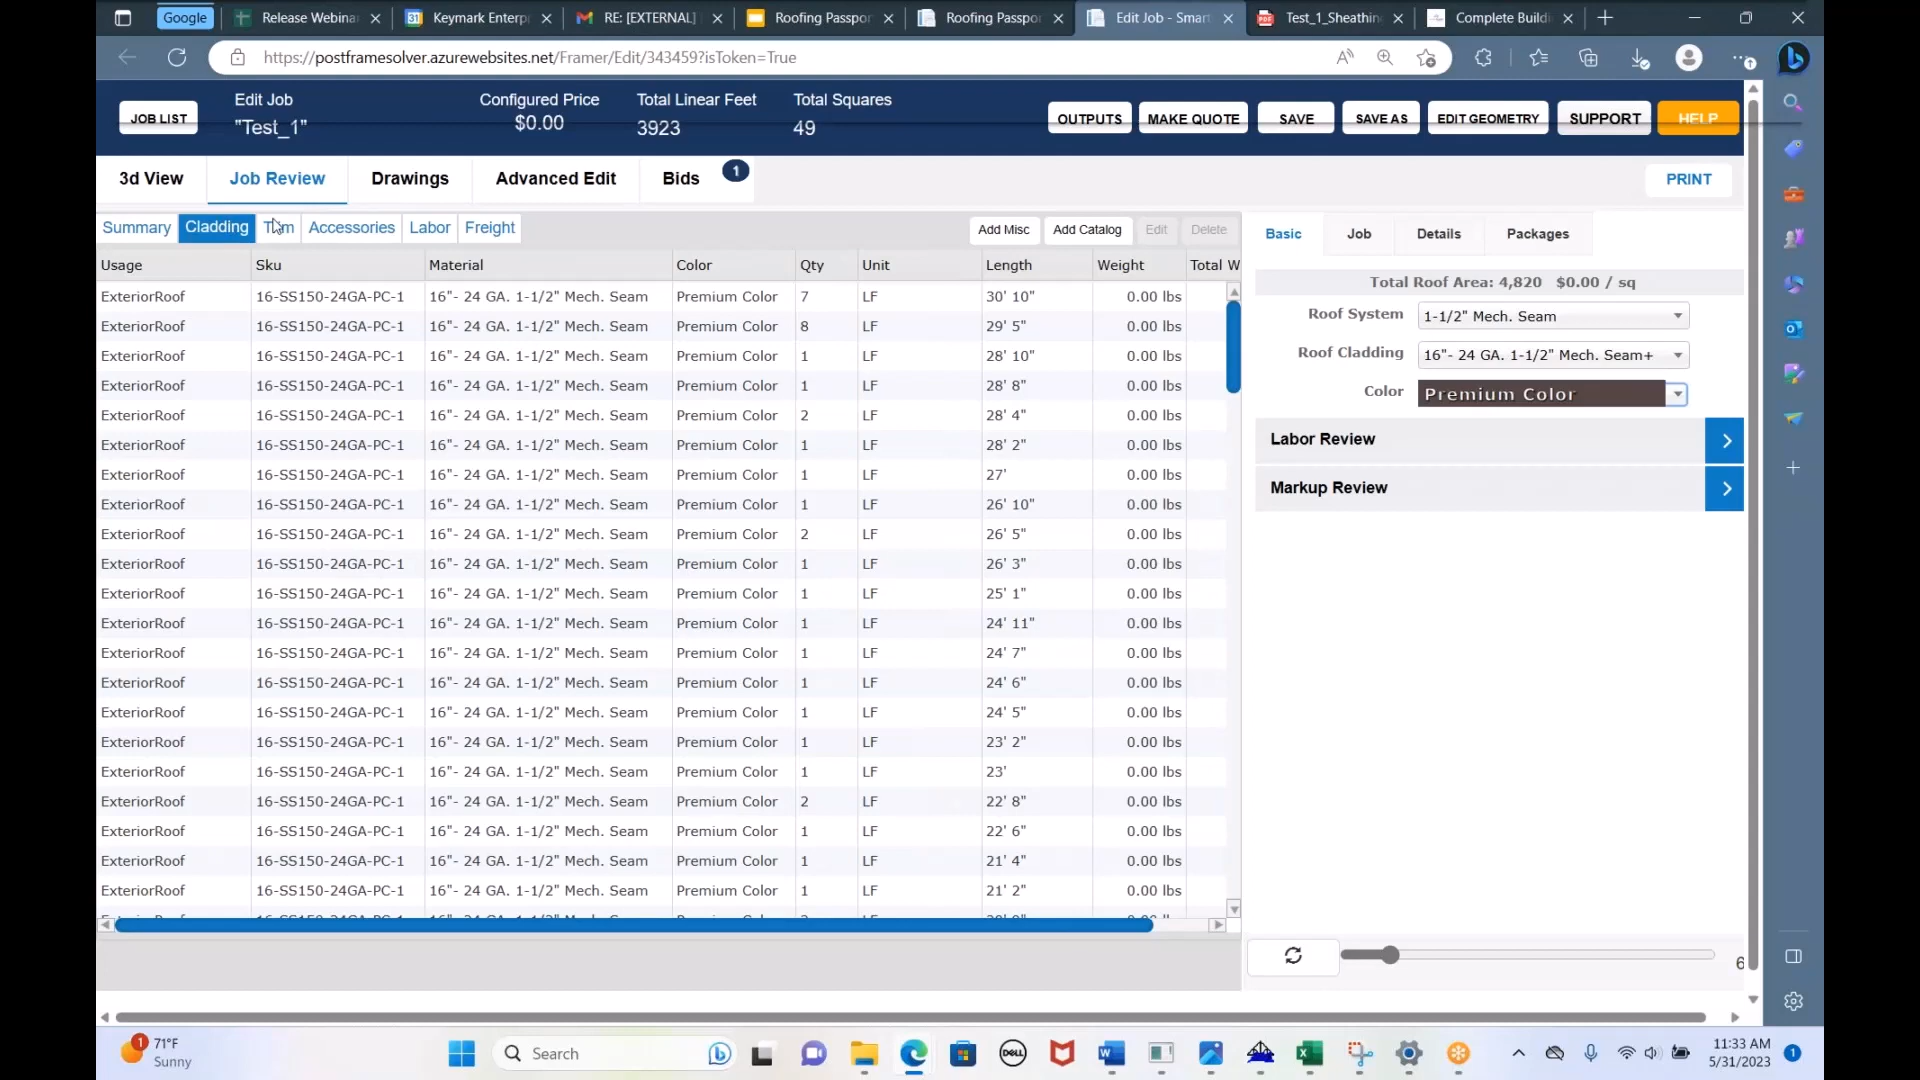 Google Release Webina Keymark Enterp RE: [EXTERNAL] Roofing Passpo Roofing Passpo Edit Job - Smar Test_1_Sheathin Complete Buildi
https://postframesolver.azurewebsites.net/Framer/Edit/343459?isToken=True
JOB LIST
Edit Job
"Test_1"
Configured Price
$0.00
Total Linear Feet
3923
Total Squares
49
OUTPUTS MAKE QUOTE SAVE SAVE AS EDIT GEOMETRY SUPPORT HELP
3d View Job Review Drawings Advanced Edit Bids 1 PRINT
Summary Cladding Trim Accessories Labor Freight Add Misc Add Catalog Edit Delete
Usage Sku Material Color Qty Unit Length Weight Total W
ExteriorRoof 16-SS150-24GA-PC-1 16"- 24 GA. 1-1/2" Mech. Seam Premium Color 7 LF 30' 10" 0.00 lbs
ExteriorRoof 16-SS150-24GA-PC-1 16"- 24 GA. 1-1/2" Mech. Seam Premium Color 8 LF 29' 5" 0.00 lbs
ExteriorRoof 16-SS150-24GA-PC-1 16"- 24 GA. 1-1/2" Mech. Seam Premium Color 1 LF 28' 10" 0.00 lbs
ExteriorRoof 16-SS150-24GA-PC-1 16"- 24 GA. 1-1/2" Mech. Seam Premium Color 1 LF 28' 8" 0.00 lbs
ExteriorRoof 16-SS150-24GA-PC-1 16"- 24 GA. 1-1/2" Mech. Seam Premium Color 2 LF 28' 4" 0.00 lbs
ExteriorRoof 16-SS150-24GA-PC-1 16"- 24 GA. 1-1/2" Mech. Seam Premium Color 1 LF 28' 2" 0.00 lbs
ExteriorRoof 16-SS150-24GA-PC-1 16"- 24 GA. 1-1/2" Mech. Seam Premium Color 1 LF 27' 0.00 lbs
ExteriorRoof 16-SS150-24GA-PC-1 16"- 24 GA. 1-1/2" Mech. Seam Premium Color 1 LF 26' 10" 0.00 lbs
ExteriorRoof 16-SS150-24GA-PC-1 16"- 24 GA. 1-1/2" Mech. Seam Premium Color 2 LF 26' 5" 0.00 lbs
ExteriorRoof 16-SS150-24GA-PC-1 16"- 24 GA. 1-1/2" Mech. Seam Premium Color 1 LF 26' 3" 0.00 lbs
ExteriorRoof 16-SS150-24GA-PC-1 16"- 24 GA. 1-1/2" Mech. Seam Premium Color 1 LF 25' 1" 0.00 lbs
ExteriorRoof 16-SS150-24GA-PC-1 16"- 24 GA. 1-1/2" Mech. Seam Premium Color 1 LF 24' 11" 0.00 lbs
ExteriorRoof 16-SS150-24GA-PC-1 16"- 24 GA. 1-1/2" Mech. Seam Premium Color 1 LF 24' 7" 0.00 lbs
ExteriorRoof 16-SS150-24GA-PC-1 16"- 24 GA. 1-1/2" Mech. Seam Premium Color 1 LF 24' 6" 0.00 lbs
ExteriorRoof 16-SS150-24GA-PC-1 16"- 24 GA. 1-1/2" Mech. Seam Premium Color 1 LF 24' 5" 0.00 lbs
ExteriorRoof 16-SS150-24GA-PC-1 16"- 24 GA. 1-1/2" Mech. Seam Premium Color 1 LF 23' 2" 0.00 lbs
ExteriorRoof 16-SS150-24GA-PC-1 16"- 24 GA. 1-1/2" Mech. Seam Premium Color 1 LF 23' 0.00 lbs
ExteriorRoof 16-SS150-24GA-PC-1 16"- 24 GA. 1-1/2" Mech. Seam Premium Color 2 LF 22' 8" 0.00 lbs
ExteriorRoof 16-SS150-24GA-PC-1 16"- 24 GA. 1-1/2" Mech. Seam Premium Color 1 LF 22' 6" 0.00 lbs
ExteriorRoof 16-SS150-24GA-PC-1 16"- 24 GA. 1-1/2" Mech. Seam Premium Color 1 LF 21' 4" 0.00 lbs
ExteriorRoof 16-SS150-24GA-PC-1 16"- 24 GA. 1-1/2" Mech. Seam Premium Color 1 LF 21' 2" 0.00 lbs
Basic Job Details Packages
Total Roof Area: 4,820 $0.00 / sq
Roof System 1-1/2" Mech. Seam
Roof Cladding 16"- 24 GA. 1-1/2" Mech. Seam+
Color Premium Color
Labor Review
Markup Review
6
1 71°F
Sunny
Search
DELL
11:33 AM
5/31/2023
1